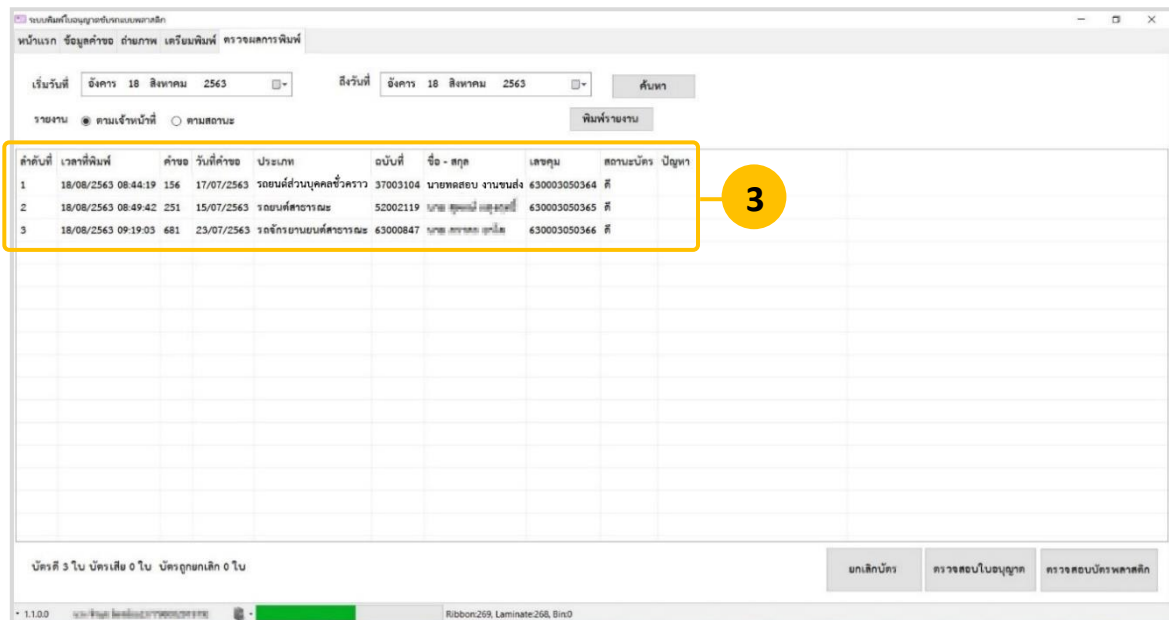 ระบบพิมพ์ใบอนุญาตขับรถแบบพลาสติก
หน้าแรก ข้อมูลคำขอ ถ่ายภาพ เตรียมพิมพ์ ตรวจผลการพิมพ์
เริ่มวันที่ อังคาร 18 สิงหาคม 2563 ถึงวันที่ อังคาร 18 สิงหาคม 2563 ค้นหา
รายงาน ตามเจ้าหน้าที่ ตามสถานะ พิมพ์รายงาน
ลำดับที่ เวลาที่พิมพ์ คำขอ วันที่คำขอ ประเภท ฉบับที่ ชื่อ - สกุล เลขคุม สถานะบัตร ปัญหา
1 18/08/2563 08:44:19 156 17/07/2563 รถยนต์ส่วนบุคคลชั่วคราว 37003104 นายทดสอบ งานขนส่ง 630003050364 ดี
2 18/08/2563 08:49:42 251 15/07/2563 รถยนต์สาธารณะ 52002119 นาย 630003050365 ดี
3 18/08/2563 09:19:03 681 23/07/2563 รถจักรยานยนต์สาธารณะ 63000847 นาย 630003050366 ดี
3
บัตรดี 3 ใบ บัตรเสีย 0 ใบ บัตรถูกยกเลิก 0 ใบ ยกเลิกบัตร ตรวจสอบใบอนุญาต ตรวจสอบบัตรพลาสติก
1.1.0.0 Ribbon:269, Laminate:268, Bin:0